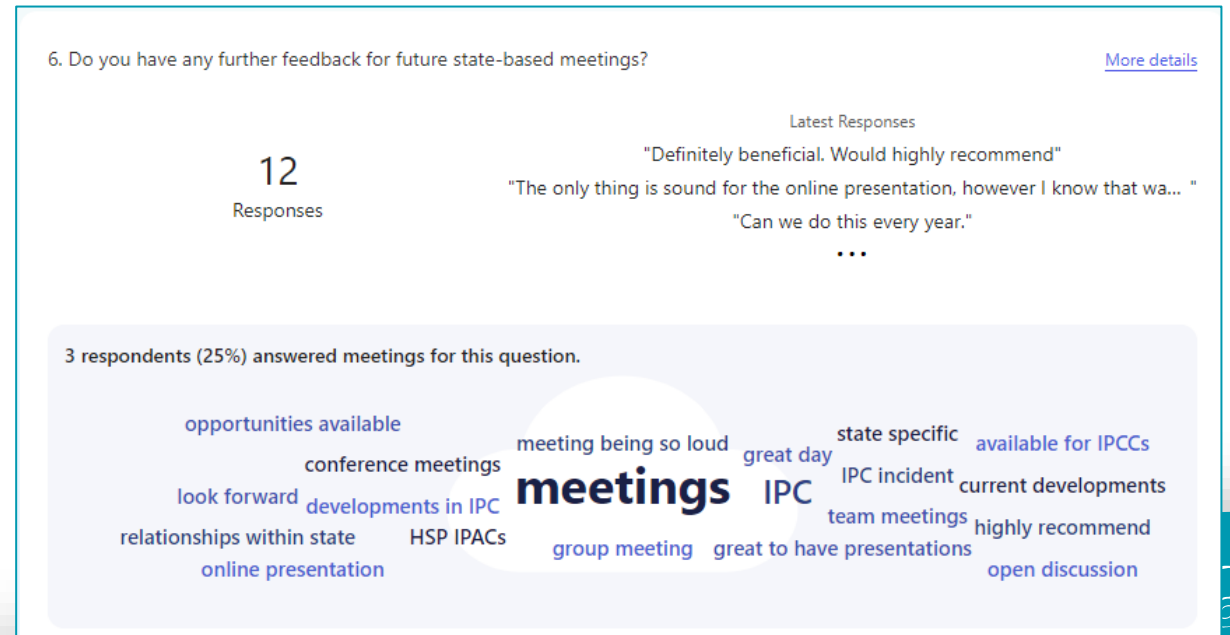 6. Do you have any further feedback for future state-based meetings?
More details
12
Responses
Latest Responses
"Definitely beneficial. Would highly recommend"
"The only thing is sound for the online presentation, however I know that wa... "
"Can we do this every year."
...
3 respondents (25%) answered meetings for this question.
opportunities available
conference meetings
look forward
developments in IPC
relationships within state
HSP IPACs
online presentation
meeting being so loud
meetings
IPC
great day
group meeting
great to have presentations
state specific
available for IPCCs
IPC incident
current developments
team meetings
highly recommend
open discussion